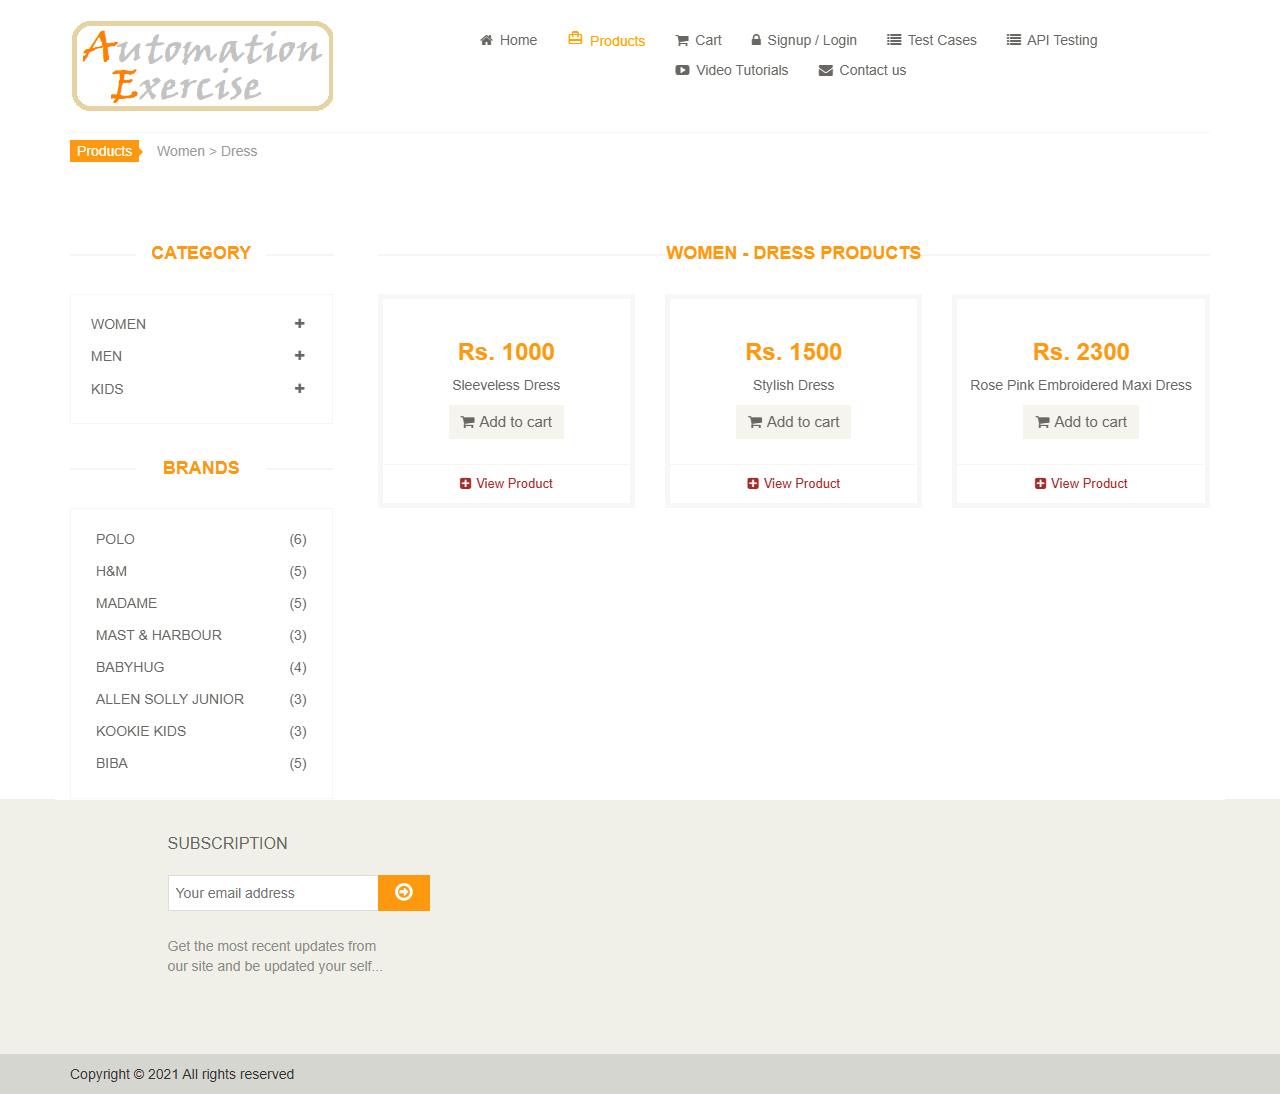 Automation
Exercise
Home
Products
Cart
Signup / Login
Test Cases
API Testing
Video Tutorials
Contact us
Products
Women > Dress
CATEGORY
WOMEN
MEN
KIDS
BRANDS
POLO (6)
H&M (5)
MADAME (5)
MAST & HARBOUR (3)
BABYHUG (4)
ALLEN SOLLY JUNIOR (3)
KOOKIE KIDS (3)
BIBA (5)
WOMEN - DRESS PRODUCTS
Rs. 1000
Sleeveless Dress
Add to cart
View Product
Rs. 1500
Stylish Dress
Add to cart
View Product
Rs. 2300
Rose Pink Embroidered Maxi Dress
Add to cart
View Product
SUBSCRIPTION
Your email address
Get the most recent updates from
our site and be updated your self...
Copyright © 2021 All rights reserved